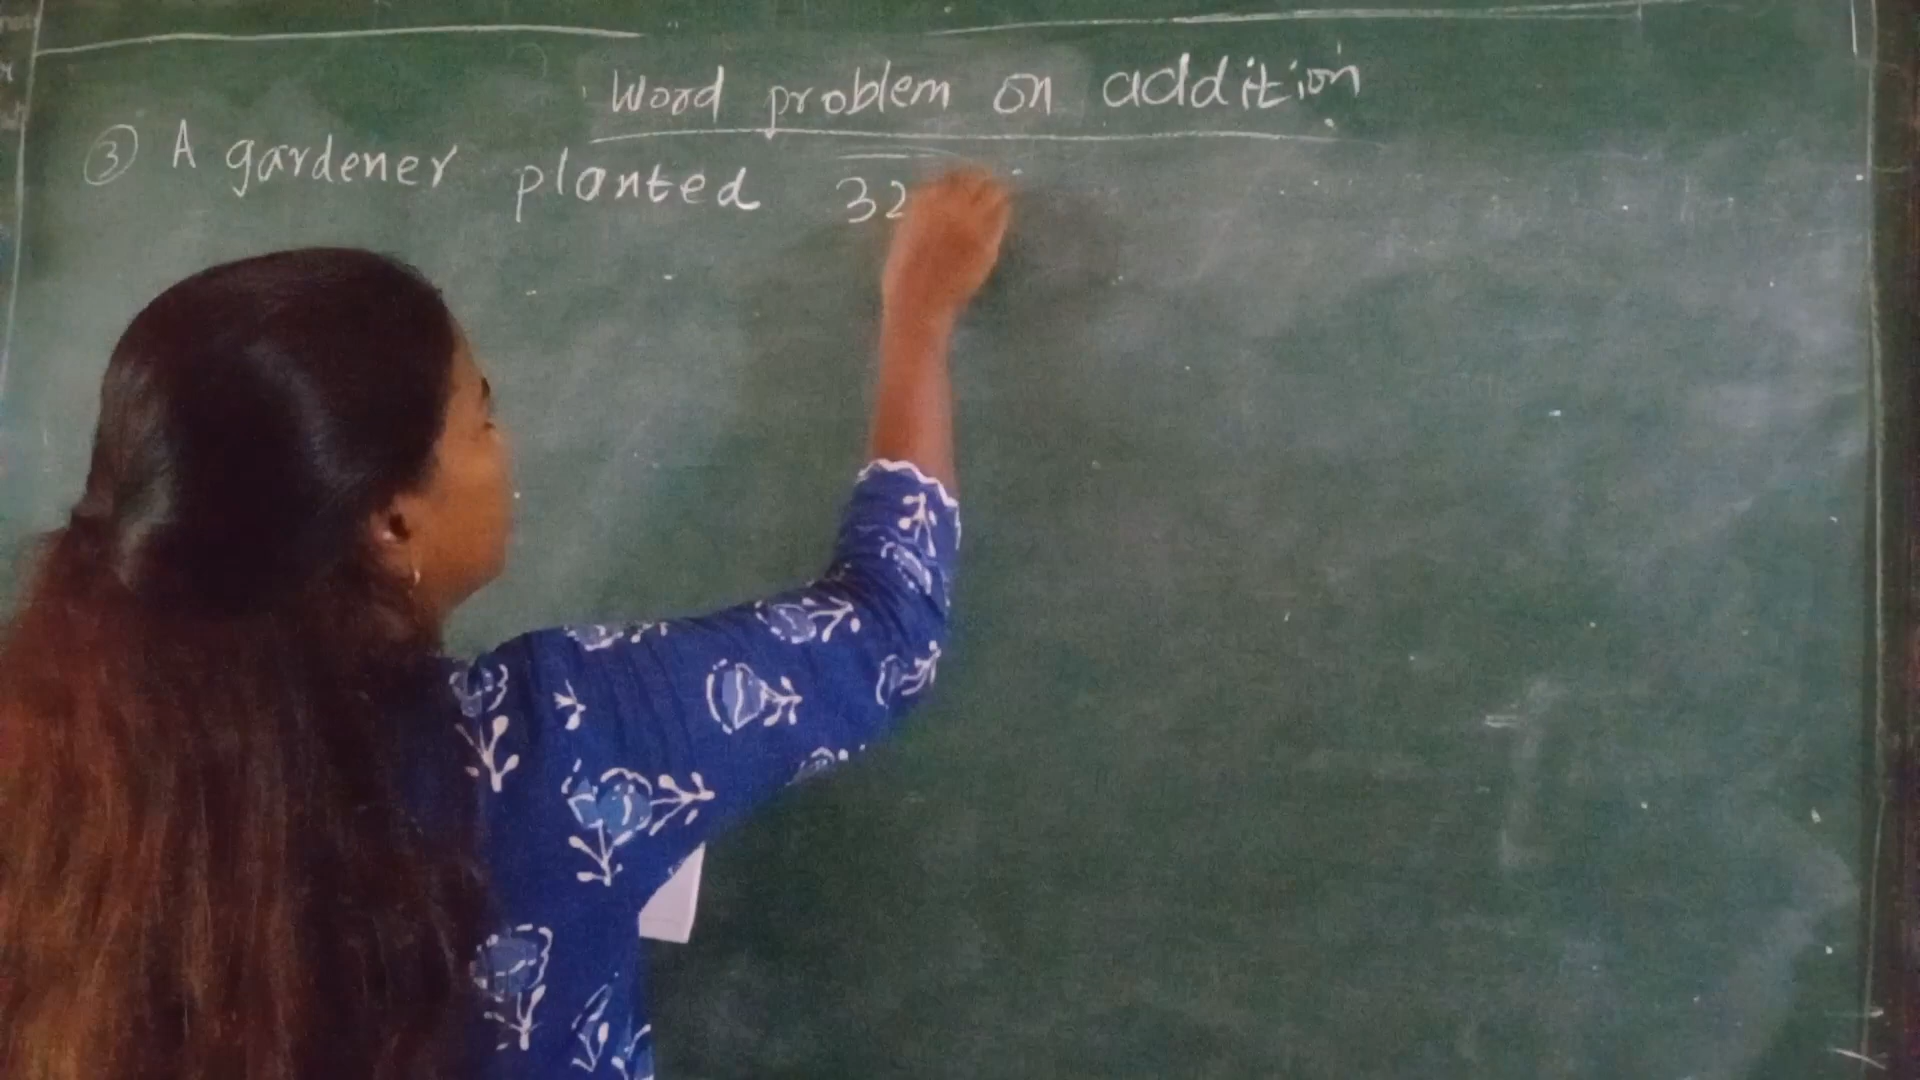 Word problem on addition
③ A gardener planted 32